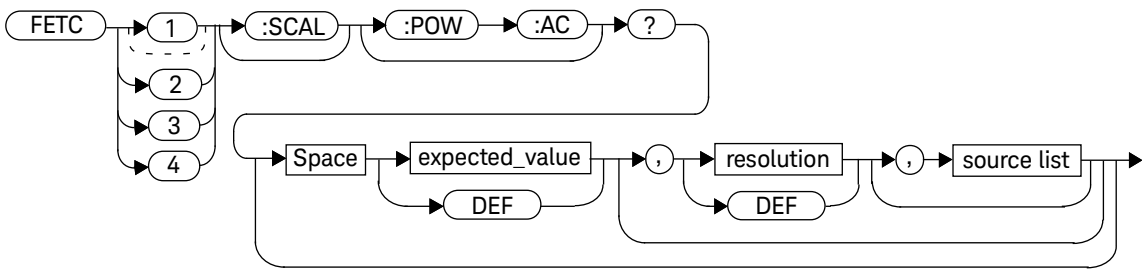 FETC 1 :SCAL :POW :AC ?
2
3
4
Space expected_value , resolution , source list
DEF DEF